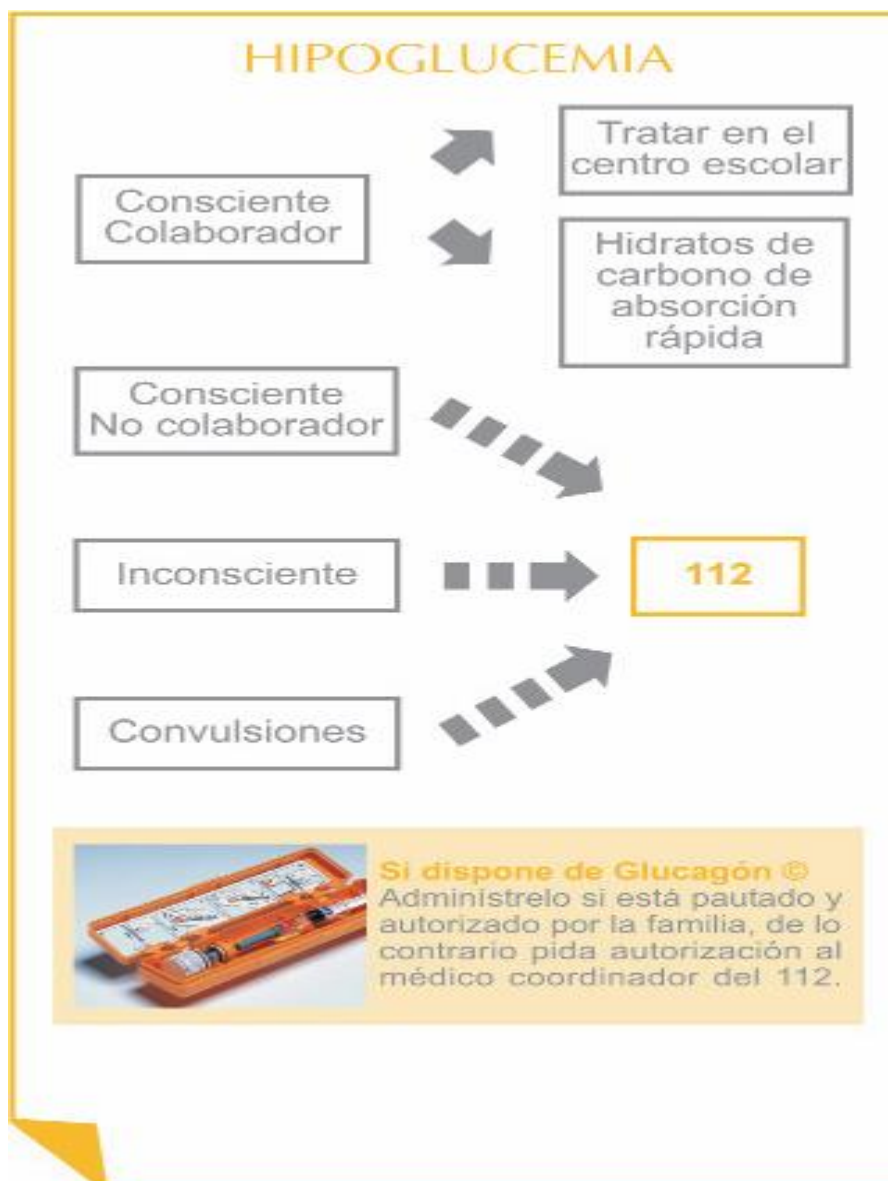 HIPOGLUCEMIA
Consciente
Colaborador
Tratar en el
centro escolar
Hidratos de
carbono de
absorción
rápida
Consciente
No colaborador
Inconsciente
112
Convulsiones
Si dispone de Glucagón ©
Adminístrelo si está pautado y
autorizado por la familia, de lo
contrario pida autorización al
médico coordinador del 112.